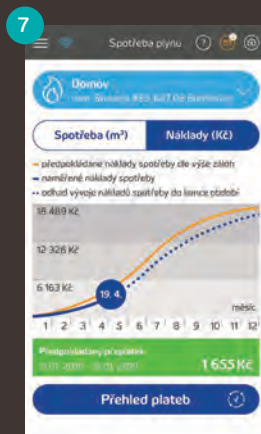 7
Spotřeba plynu ?
Domov
Spotřeba (m³) Náklady (Kč)
předpokládané náklady spotřeby dle výše záloh
naměřené náklady spotřeby
odhad vývoje nákladů spotřeby do konce období
18 489 Kč
12 326 Kč
6 163 Kč
19. 4.
měsíc
1 2 3 4 5 6 7 8 9 10 11 12
Předpokládaný přeplatek
1 655 Kč
Přehled plateb